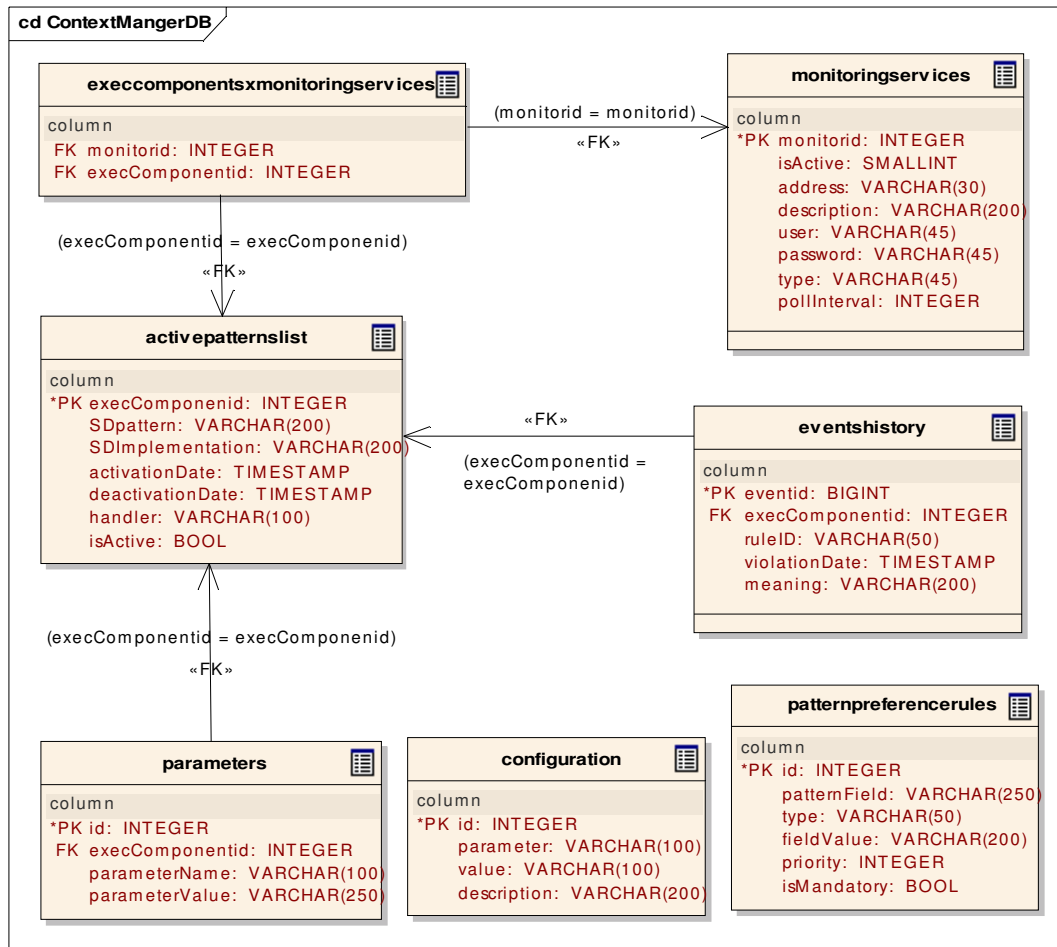 cd ContextMangerDB
execcomponentsxmonitoringservices
column
FK monitorid: INTEGER
FK execComponentid: INTEGER
(monitorid = monitorid)
«FK»
monitoringservices
column
*PK monitorid: INTEGER
isActive: SMALLINT
address: VARCHAR(30)
description: VARCHAR(200)
user: VARCHAR(45)
password: VARCHAR(45)
type: VARCHAR(45)
pollInterval: INTEGER
(execComponentid = execComponenid)
«FK»
activepatternslist
column
*PK execComponenid: INTEGER
SDpattern: VARCHAR(200)
SDImplementation: VARCHAR(200)
activationDate: TIMESTAMP
deactivationDate: TIMESTAMP
handler: VARCHAR(100)
isActive: BOOL
«FK»
(execComponentid =
execComponenid)
eventshistory
column
*PK eventid: BIGINT
FK execComponentid: INTEGER
ruleID: VARCHAR(50)
violationDate: TIMESTAMP
meaning: VARCHAR(200)
(execComponentid = execComponenid)
«FK»
parameters
column
*PK id: INTEGER
FK execComponentid: INTEGER
parameterName: VARCHAR(100)
parameterValue: VARCHAR(250)
configuration
column
*PK id: INTEGER
parameter: VARCHAR(100)
value: VARCHAR(100)
description: VARCHAR(200)
patternpreferencerules
column
*PK id: INTEGER
patternField: VARCHAR(250)
type: VARCHAR(50)
fieldValue: VARCHAR(200)
priority: INTEGER
isMandatory: BOOL